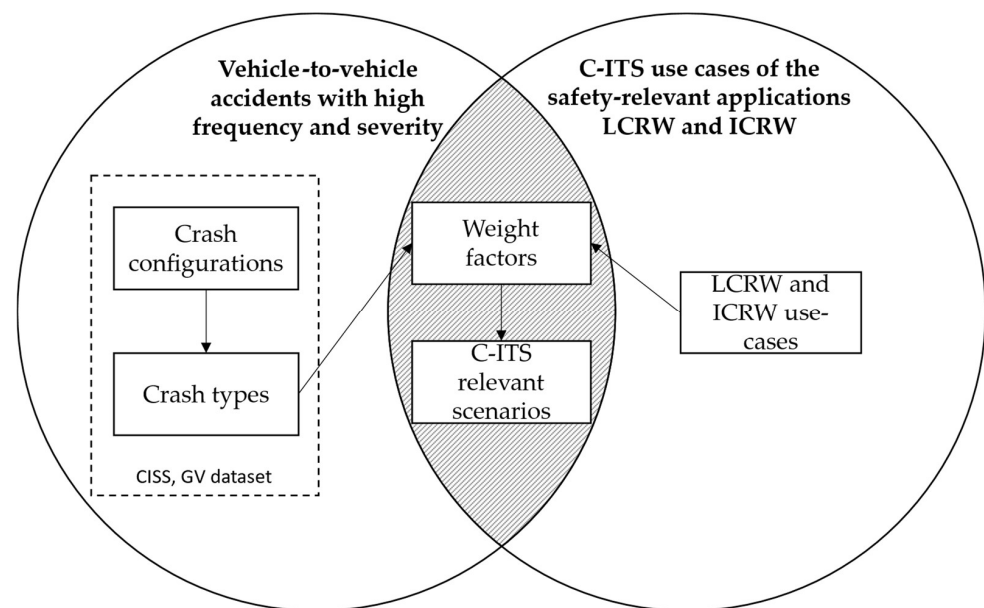 Vehicle-to-vehicle
accidents with high
frequency and severity
C-ITS use cases of the
safety-relevant applications
LCRW and ICRW
Crash
configurations
Crash types
CISS, GV dataset
Weight
factors
C-ITS
relevant
scenarios
LCRW and
ICRW use-
cases